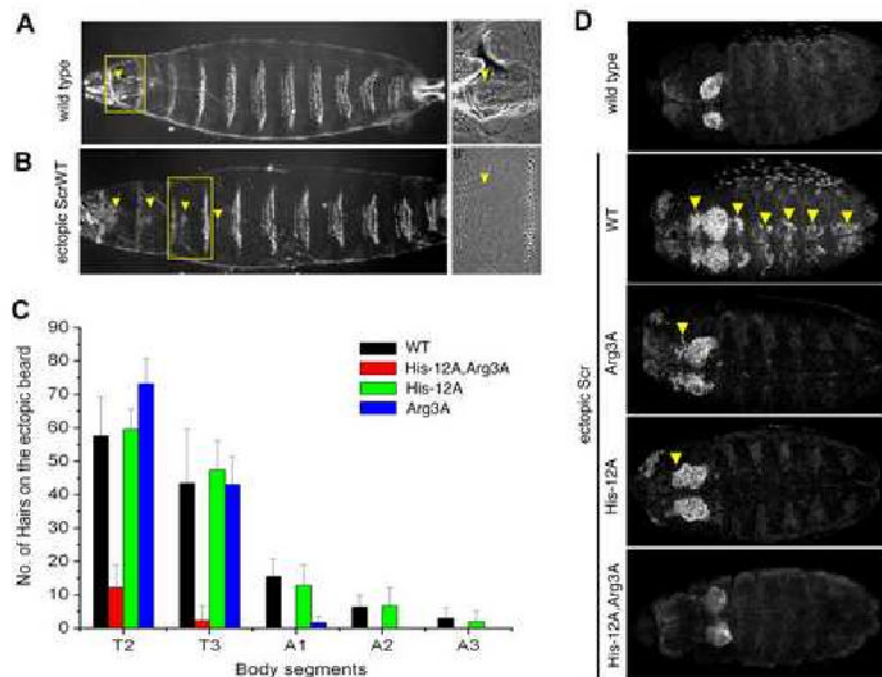 A
wild type
A'
B
ectopic ScrWT
B'
C
No. of Hairs on the ectopic beard
90
80
70
60
50
40
30
20
10
0
WT
His-12A,Arg3A
His-12A
Arg3A
T2
T3
A1
A2
A3
Body segments
D
wild type
ectopic Scr
WT
Arg3A
His-12A
His-12A,Arg3A